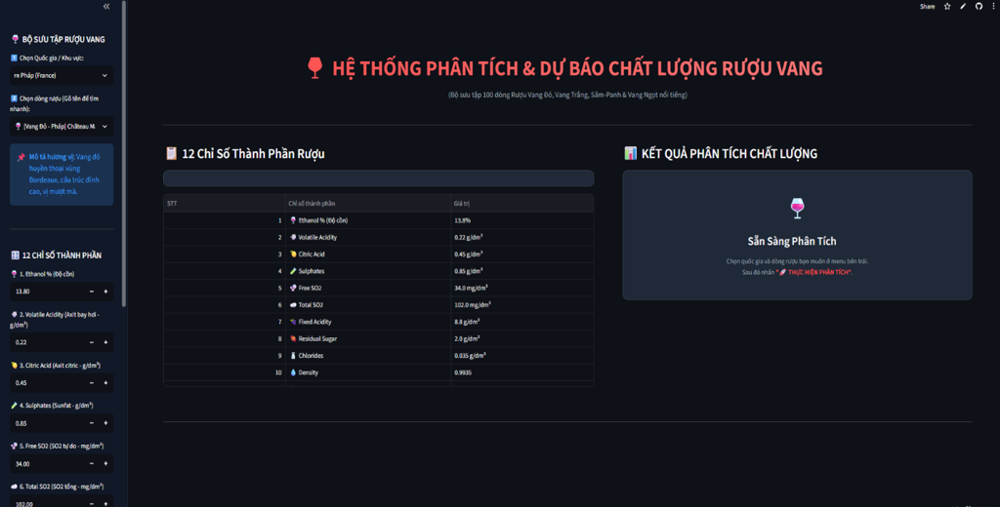 Share
BỘ SƯU TẬP RƯỢU VANG
1 Chọn Quốc gia / Khu vực:
FR Pháp (France)
2 Chọn dòng rượu (Gõ tên để tìm
nhanh):
[Vang Đỏ - Pháp] Château M
Mô tả hương vị: Vang đỏ
huyền thoại vùng
Bordeaux, cấu trúc đỉnh
cao, vị mượt mà.
12 CHỈ SỐ THÀNH PHẦN
1. Ethanol % (Độ cồn)
13.80
2. Volatile Acidity (Axit bay hơi -
g/dm³)
0.22
3. Citric Acid (Axit citric - g/dm³)
0.45
4. Sulphates (Sunfat - g/dm³)
0.85
5. Free SO2 (SO2 tự do - mg/dm³)
34.00
6. Total SO2 (SO2 tổng - mg/dm³)
102.00
HỆ THỐNG PHÂN TÍCH & DỰ BÁO CHẤT LƯỢNG RƯỢU VANG
(Bộ sưu tập 100 dòng Rượu Vang Đỏ, Vang Trắng, Sâm-Panh & Vang Ngọt nổi tiếng)
12 Chỉ Số Thành Phần Rượu
STT Chỉ số thành phần Giá trị
1 Ethanol % (Độ cồn) 13.8%
2 Volatile Acidity 0.22 g/dm³
3 Citric Acid 0.45 g/dm³
4 Sulphates 0.85 g/dm³
5 Free SO2 34.0 mg/dm³
6 Total SO2 102.0 mg/dm³
7 Fixed Acidity 8.8 g/dm³
8 Residual Sugar 2.0 g/dm³
9 Chlorides 0.035 g/dm³
10 Density 0.9935
KẾT QUẢ PHÂN TÍCH CHẤT LƯỢNG
Sẵn Sàng Phân Tích
Chọn quốc gia và dòng rượu bạn muốn ở menu bên trái.
Sau đó nhấn "🚀 THỰC HIỆN PHÂN TÍCH".